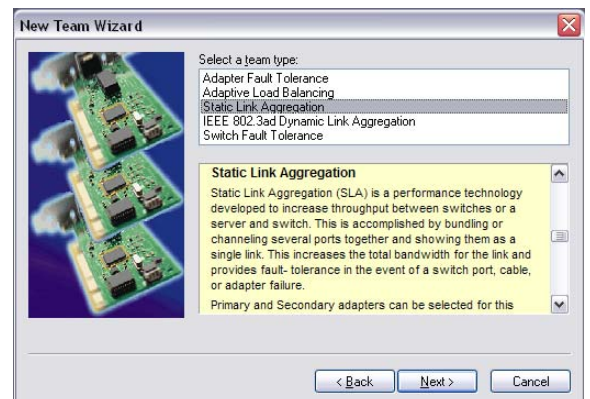 New Team Wizard
Select a team type:
Adapter Fault Tolerance
Adaptive Load Balancing
Static Link Aggregation
IEEE 802.3ad Dynamic Link Aggregation
Switch Fault Tolerance
Static Link Aggregation
Static Link Aggregation (SLA) is a performance technology
developed to increase throughput between switches or a
server and switch. This is accomplished by bundling or
channeling several ports together and showing them as a
single link. This increases the total bandwidth for the link and
provides fault- tolerance in the event of a switch port, cable,
or adapter failure.
Primary and Secondary adapters can be selected for this
< Back Next > Cancel